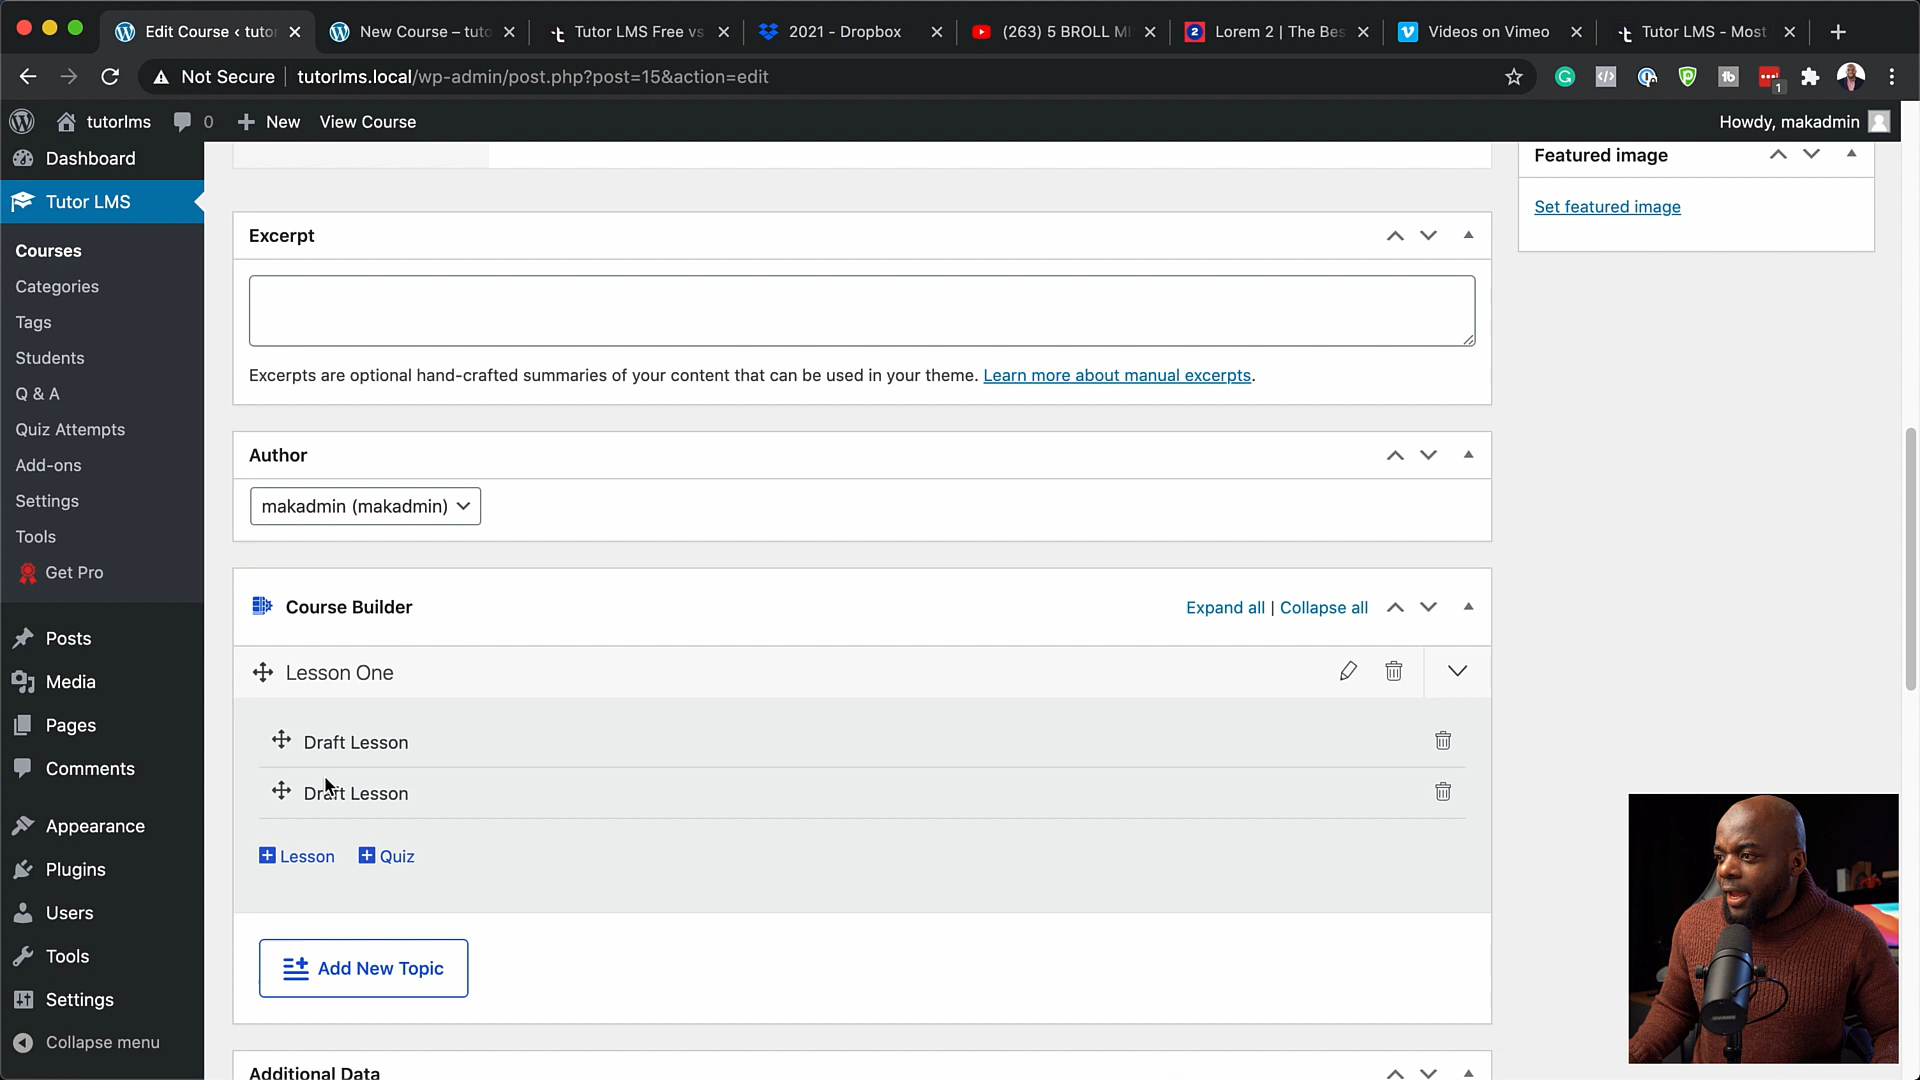 Edit Course ‹ tutor
New Course – tuto
Tutor LMS Free vs
2021 - Dropbox
(263) 5 BROLL MI
Lorem 2 | The Bes
Videos on Vimeo
Tutor LMS - Most
Not Secure
tutorlms.local/wp-admin/post.php?post=15&action=edit
1
tutorlms
0
New
View Course
Howdy, makadmin
Dashboard
Tutor LMS
Courses
Categories
Tags
Students
Q & A
Quiz Attempts
Add-ons
Settings
Tools
Get Pro
Posts
Media
Pages
Comments
Appearance
Plugins
Users
Tools
Settings
Collapse menu
Featured image
Set featured image
Excerpt
Excerpts are optional hand-crafted summaries of your content that can be used in your theme. Learn more about manual excerpts.
Author
makadmin (makadmin)
Course Builder
Expand all | Collapse all
Lesson One
Draft Lesson
Draft Lesson
Lesson
Quiz
Add New Topic
Additional Data